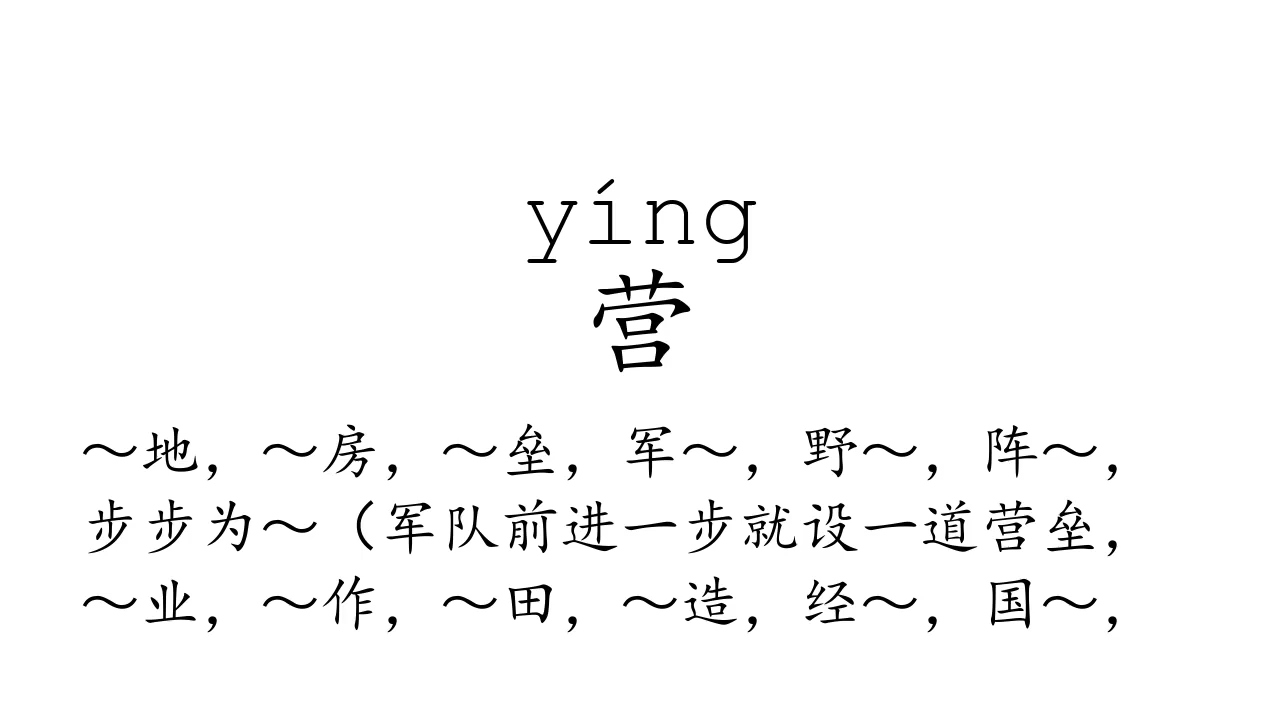 yíng
营
～地，～房，～垒，军～，野～，阵～，
步步为～（军队前进一步就设一道营垒，
～业，～作，～田，～造，经～，国～，